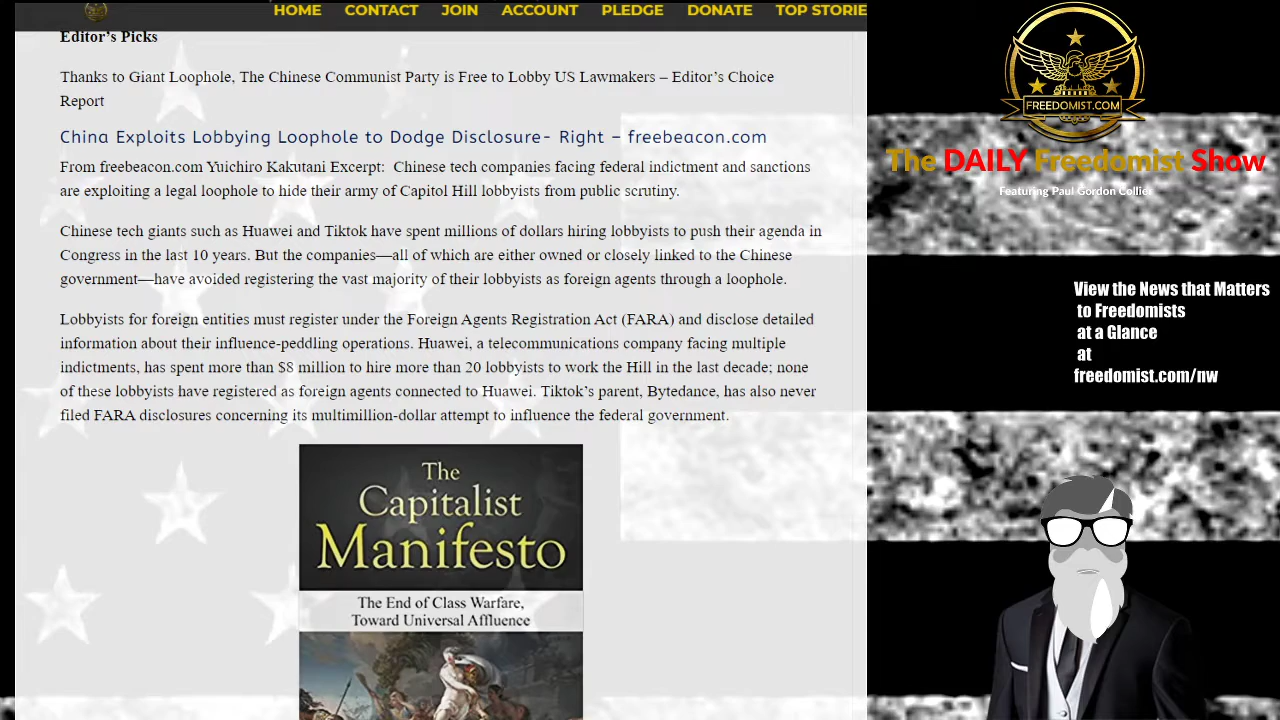 HOME CONTACT JOIN ACCOUNT PLEDGE DONATE TOP STORIE
Editor's Picks
Thanks to Giant Loophole, The Chinese Communist Party is Free to Lobby US Lawmakers – Editor's Choice
Report
China Exploits Lobbying Loophole to Dodge Disclosure- Right – freebeacon.com
From freebeacon.com Yuichiro Kakutani Excerpt:  Chinese tech companies facing federal indictment and sanctions
are exploiting a legal loophole to hide their army of Capitol Hill lobbyists from public scrutiny.
Chinese tech giants such as Huawei and Tiktok have spent millions of dollars hiring lobbyists to push their agenda in
Congress in the last 10 years. But the companies—all of which are either owned or closely linked to the Chinese
government—have avoided registering the vast majority of their lobbyists as foreign agents through a loophole.
Lobbyists for foreign entities must register under the Foreign Agents Registration Act (FARA) and disclose detailed
information about their influence-peddling operations. Huawei, a telecommunications company facing multiple
indictments, has spent more than $8 million to hire more than 20 lobbyists to work the Hill in the last decade; none
of these lobbyists have registered as foreign agents connected to Huawei. Tiktok's parent, Bytedance, has also never
filed FARA disclosures concerning its multimillion-dollar attempt to influence the federal government.
The
Capitalist
Manifesto
The End of Class Warfare,
Toward Universal Affluence
FREEDOMIST.COM
The DAILY Freedomist Show
Featuring Paul Gordon Collie
View the News that Matters
to Freedomists
at a Glance
at
freedomist.com/nw